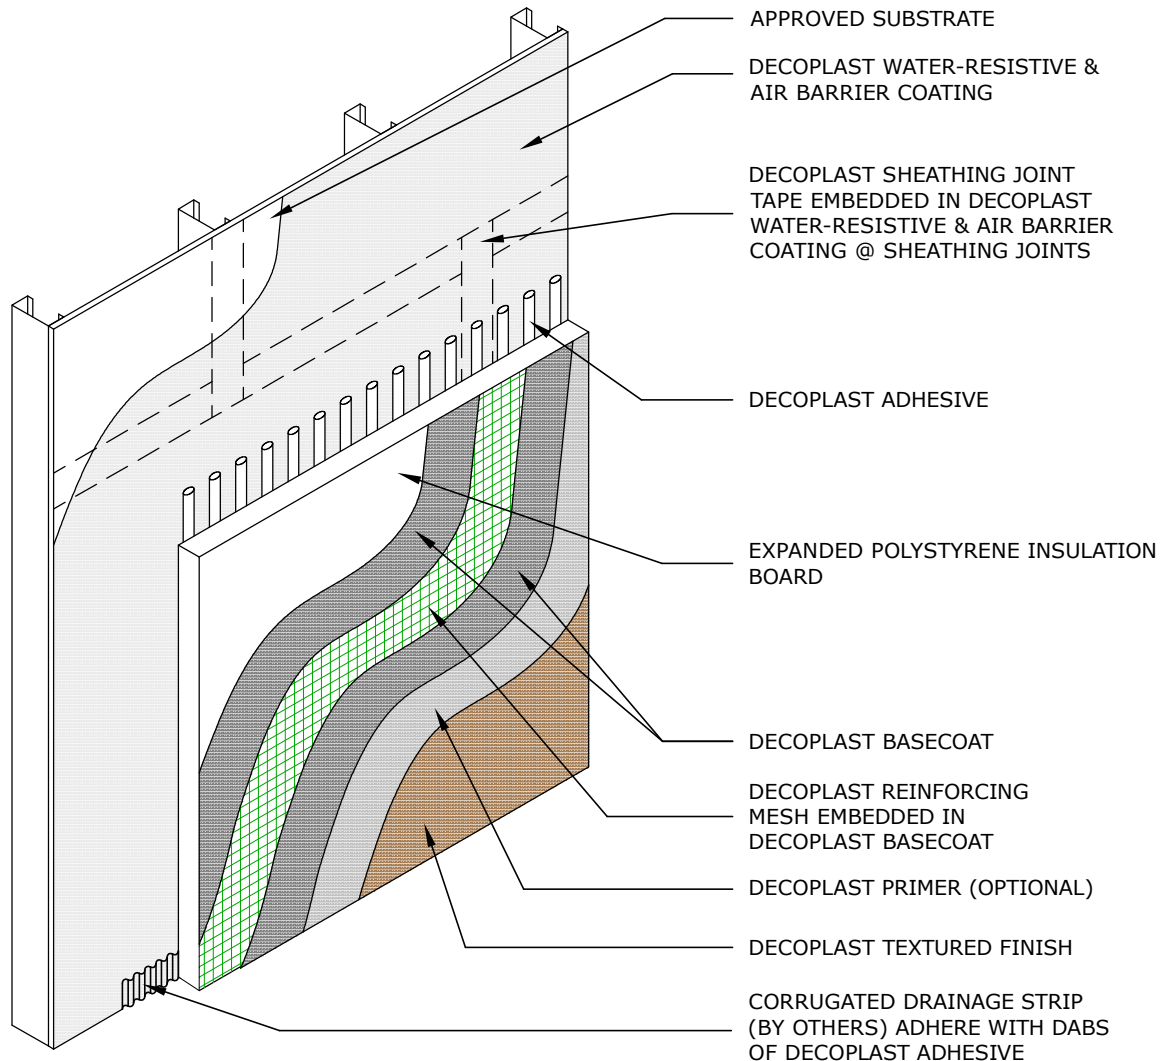 APPROVED SUBSTRATE
DECOPLAST WATER-RESISTIVE &
AIR BARRIER COATING
DECOPLAST SHEATHING JOINT
TAPE EMBEDDED IN DECOPLAST
WATER-RESISTIVE & AIR BARRIER
COATING @ SHEATHING JOINTS
DECOPLAST ADHESIVE
EXPANDED POLYSTYRENE INSULATION
BOARD
DECOPLAST BASECOAT
DECOPLAST REINFORCING
MESH EMBEDDED IN
DECOPLAST BASECOAT
DECOPLAST PRIMER (OPTIONAL)
DECOPLAST TEXTURED FINISH
CORRUGATED DRAINAGE STRIP
(BY OTHERS) ADHERE WITH DABS
OF DECOPLAST ADHESIVE